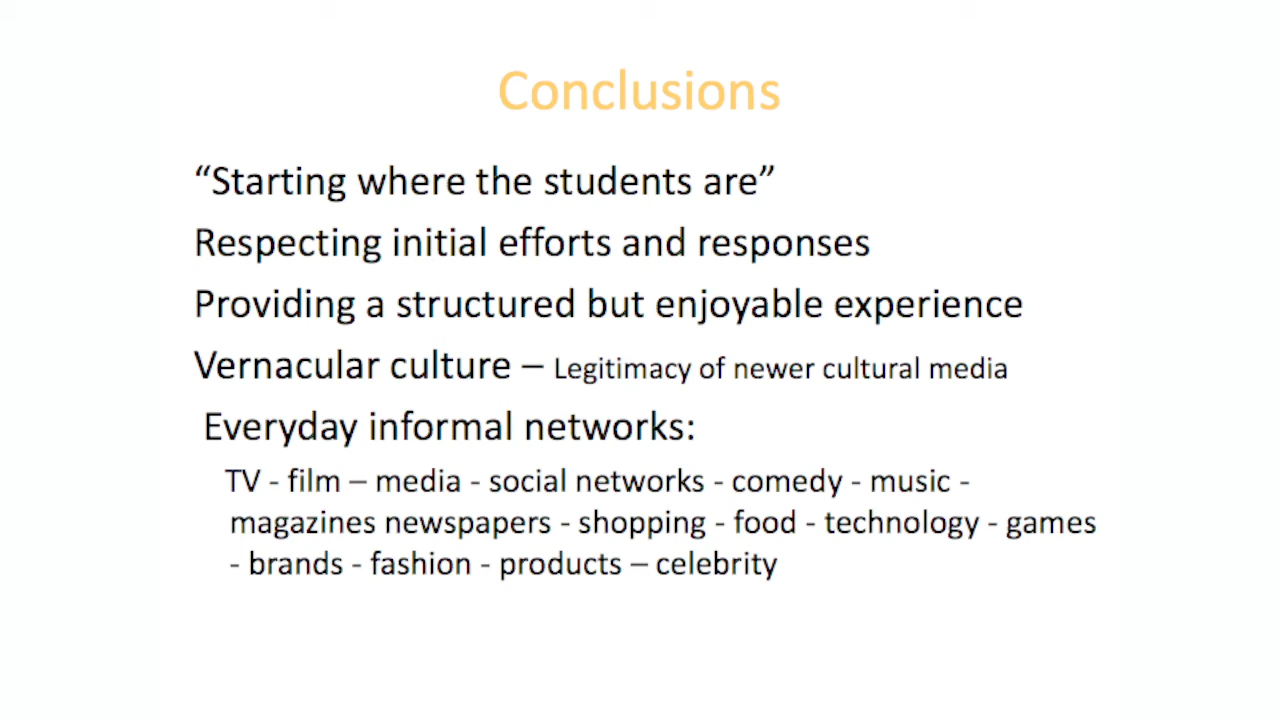 Conclusions
“Starting where the students are”
Respecting initial efforts and responses
Providing a structured but enjoyable experience
Vernacular culture – Legitimacy of newer cultural media
Everyday informal networks:
TV - film – media - social networks - comedy - music -
magazines newspapers - shopping - food - technology - games
- brands - fashion - products – celebrity